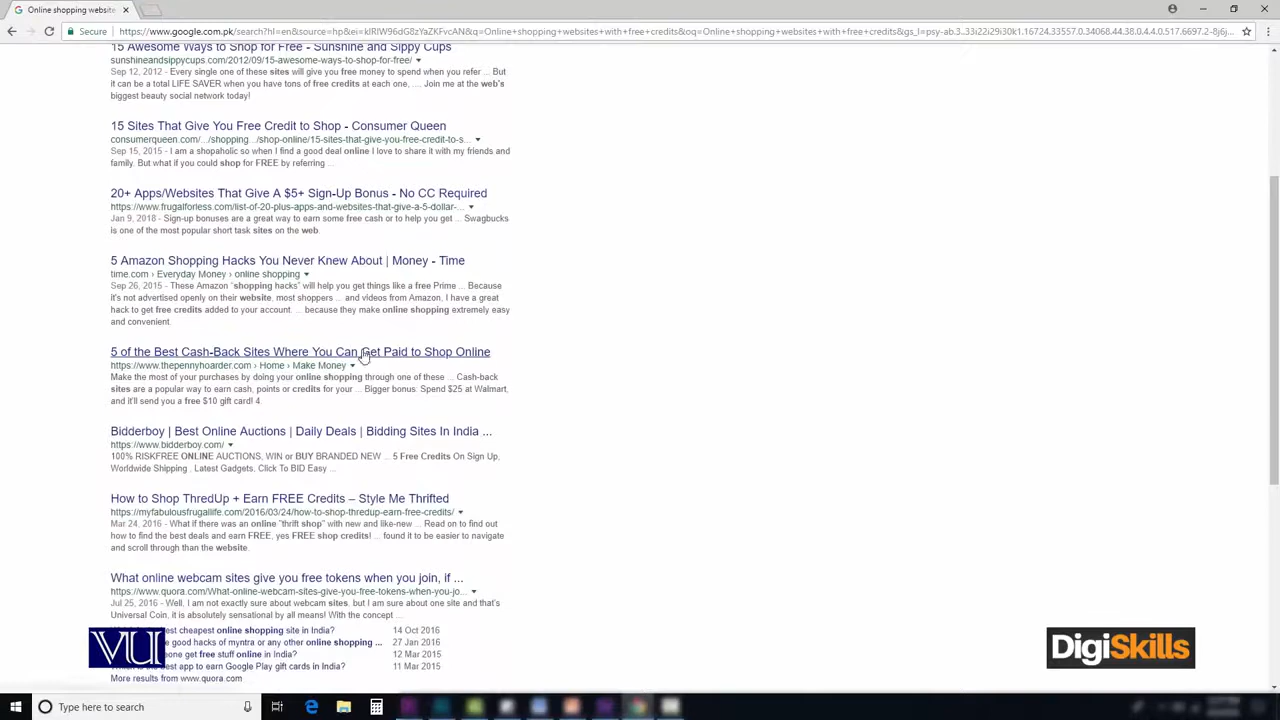 Online shopping website
Secure
https://www.google.com.pk/search?hl=en&source=hp&ei=kIRIW96dG8zYaZKFvcAN&q=Online+shopping+websites+with+free+credits&oq=Online+shopping+websites+with+free+credits&gs_l=psy-ab.3..33i22i29i30k1.16724.33557.0.34068.44.38.0.4.4.0.517.6697.2-8j6j...
15 Awesome Ways to Shop for Free - Sunshine and Sippy Cups
sunshineandsippycups.com/2012/09/15-awesome-ways-to-shop-for-free/
Sep 12, 2012 - Every single one of these sites will give you free money to spend when you refer ... But
it can be a total LIFE SAVER when you have tons of free credits at each one, .... Join me at the web's
biggest beauty social network today!
15 Sites That Give You Free Credit to Shop - Consumer Queen
consumerqueen.com/.../shopping.../shop-online/15-sites-that-give-you-free-credit-to-s...
Sep 15, 2015 - I am a shopaholic so when I find a good deal online I love to share it with my friends and
family. But what if you could shop for FREE by referring ...
20+ Apps/Websites That Give A $5+ Sign-Up Bonus - No CC Required
https://www.frugalforless.com/list-of-20-plus-apps-and-websites-that-give-a-5-dollar-...
Jan 9, 2018 - Sign-up bonuses are a great way to earn some free cash or to help you get ... Swagbucks
is one of the most popular short task sites on the web.
5 Amazon Shopping Hacks You Never Knew About | Money - Time
time.com › Everyday Money › online shopping
Sep 26, 2015 - These Amazon "shopping hacks" will help you get things like a free Prime ... Because
it's not advertised openly on their website, most shoppers ... and videos from Amazon. I have a great
hack to get free credits added to your account. ... because they make online shopping extremely easy
and convenient.
5 of the Best Cash-Back Sites Where You Can Get Paid to Shop Online
https://www.thepennyhoarder.com › Home › Make Money
Make the most of your purchases by doing your online shopping through one of these ... Cash-back
sites are a popular way to earn cash, points or credits for your ... Bigger bonus: Spend $25 at Walmart,
and it'll send you a free $10 gift card! 4.
Bidderboy | Best Online Auctions | Daily Deals | Bidding Sites In India ...
https://www.bidderboy.com/
100% RISKFREE ONLINE AUCTIONS, WIN or BUY BRANDED NEW ... 5 Free Credits On Sign Up,
Worldwide Shipping . Latest Gadgets, Click To BID Easy ...
How to Shop ThredUp + Earn FREE Credits – Style Me Thrifted
https://myfabulousfrugallife.com/2016/03/24/how-to-shop-thredup-earn-free-credits/
Mar 24, 2016 - What if there was an online "thrift shop" with new and like-new ... Read on to find out
how to find the best deals and earn FREE, yes FREE shop credits! ... found it to be easier to navigate
and scroll through than the website.
What online webcam sites give you free tokens when you join, if ...
https://www.quora.com/What-online-webcam-sites-give-you-free-tokens-when-you-jo...
Jul 25, 2016 - Well, I am not exactly sure about webcam sites, but I am sure about one site and that's
Universal Coin, it is absolutely sensational by all means! With the concept ...
cheapest online shopping site in India? 14 Oct 2016
good hacks of myntra or any other online shopping ... 27 Jan 2016
get free stuff online in India? 12 Mar 2015
app to earn Google Play gift cards in India? 11 Mar 2015
More results from www.quora.com
VU
DigiSkills
Type here to search